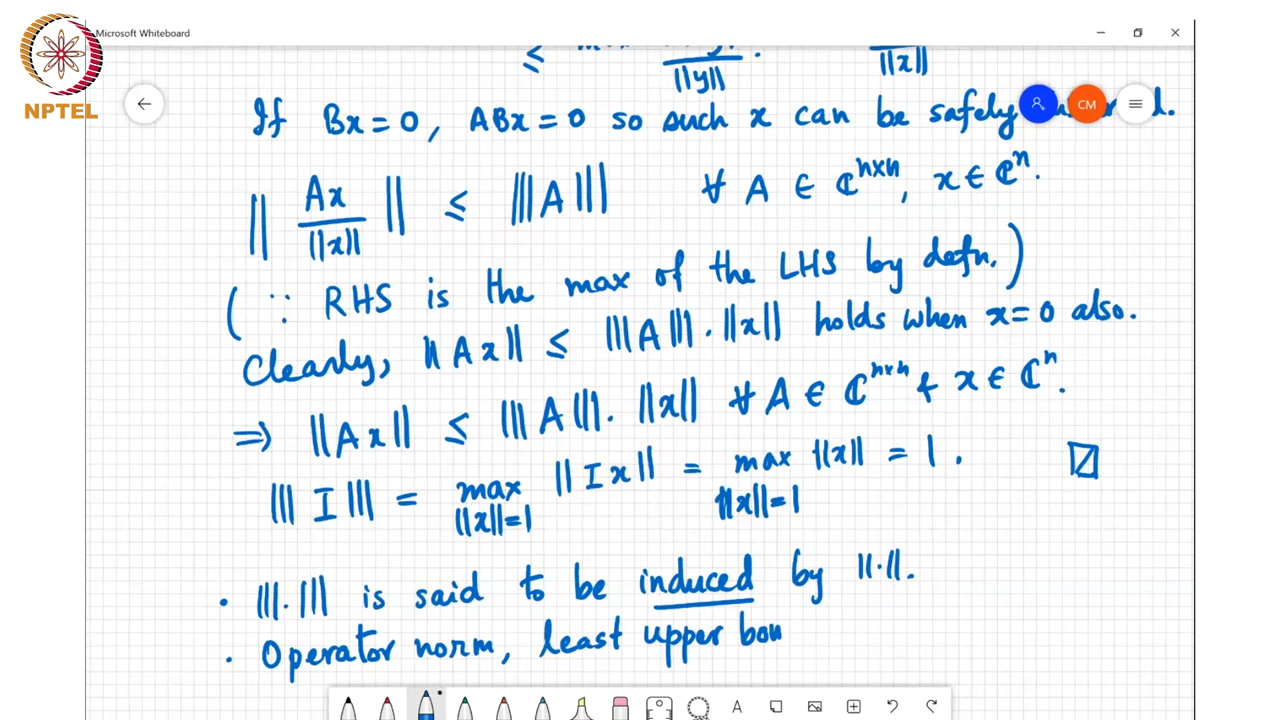 Microsoft Whiteboard
NPTEL
≤ ‖y‖ . ‖x‖
If Bx = 0, ABx = 0 so such x can be safely
‖ Ax/‖x‖ ‖ ≤ |||A||| ∀ A ∈ ℂ^{n×n}, x ∈ ℂ^n.
( ∵ RHS is the max of the LHS by defn. )
Clearly, ‖Ax‖ ≤ |||A||| . ‖x‖ holds when x = 0 also.
⇒ ‖Ax‖ ≤ |||A||| . ‖x‖ ∀ A ∈ ℂ^{n×n} & x ∈ ℂ^n.
||| I ||| = max_{‖x‖=1} ‖Ix‖ = max_{‖x‖=1} ‖x‖ = 1.
• |||·||| is said to be induced by ‖·‖.
• Operator norm, least upper bou
CM